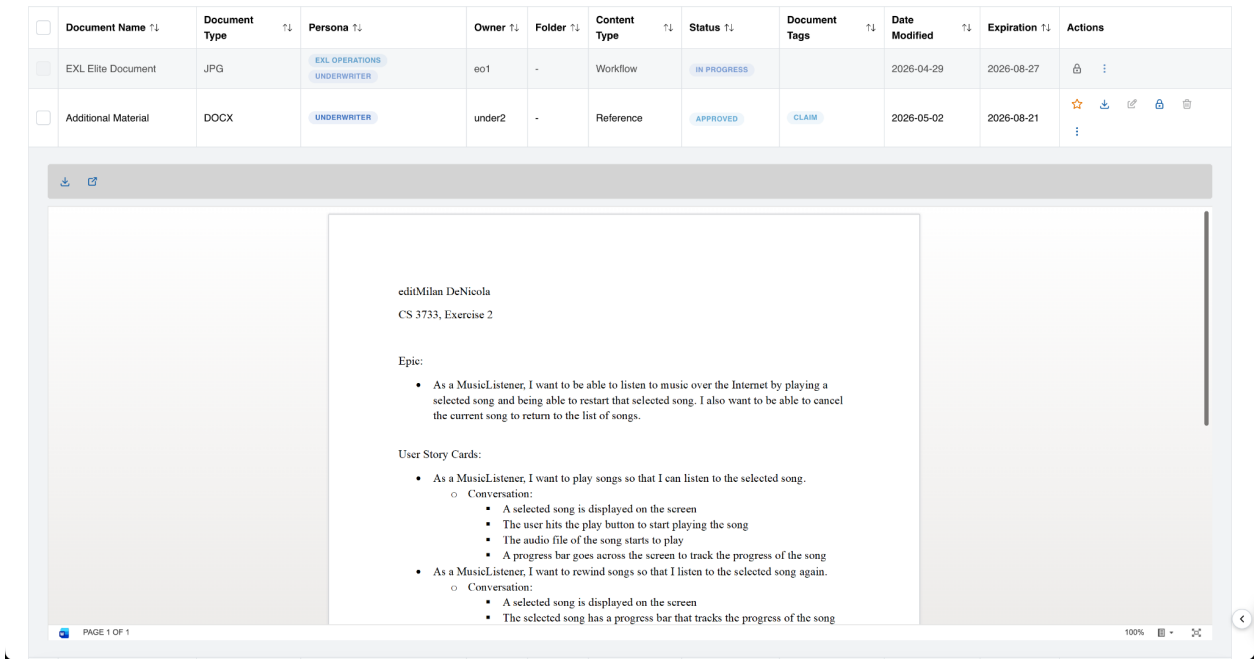 Document Name
Document Type
Persona
Owner
Folder
Content Type
Status
Document Tags
Date Modified
Expiration
Actions
EXL Elite Document
JPG
EXL OPERATIONS
UNDERWRITER
eo1
-
Workflow
IN PROGRESS
2026-04-29
2026-08-27
Additional Material
DOCX
UNDERWRITER
under2
-
Reference
APPROVED
CLAIM
2026-05-02
2026-08-21
editMilan DeNicola
CS 3733, Exercise 2
Epic:
• As a MusicListener, I want to be able to listen to music over the Internet by playing a
selected song and being able to restart that selected song. I also want to be able to cancel
the current song to return to the list of songs.
User Story Cards:
• As a MusicListener, I want to play songs so that I can listen to the selected song.
o Conversation:
▪ A selected song is displayed on the screen
▪ The user hits the play button to start playing the song
▪ The audio file of the song starts to play
▪ A progress bar goes across the screen to track the progress of the song
• As a MusicListener, I want to rewind songs so that I listen to the selected song again.
o Conversation:
▪ A selected song is displayed on the screen
▪ The selected song has a progress bar that tracks the progress of the song
PAGE 1 OF 1
100%